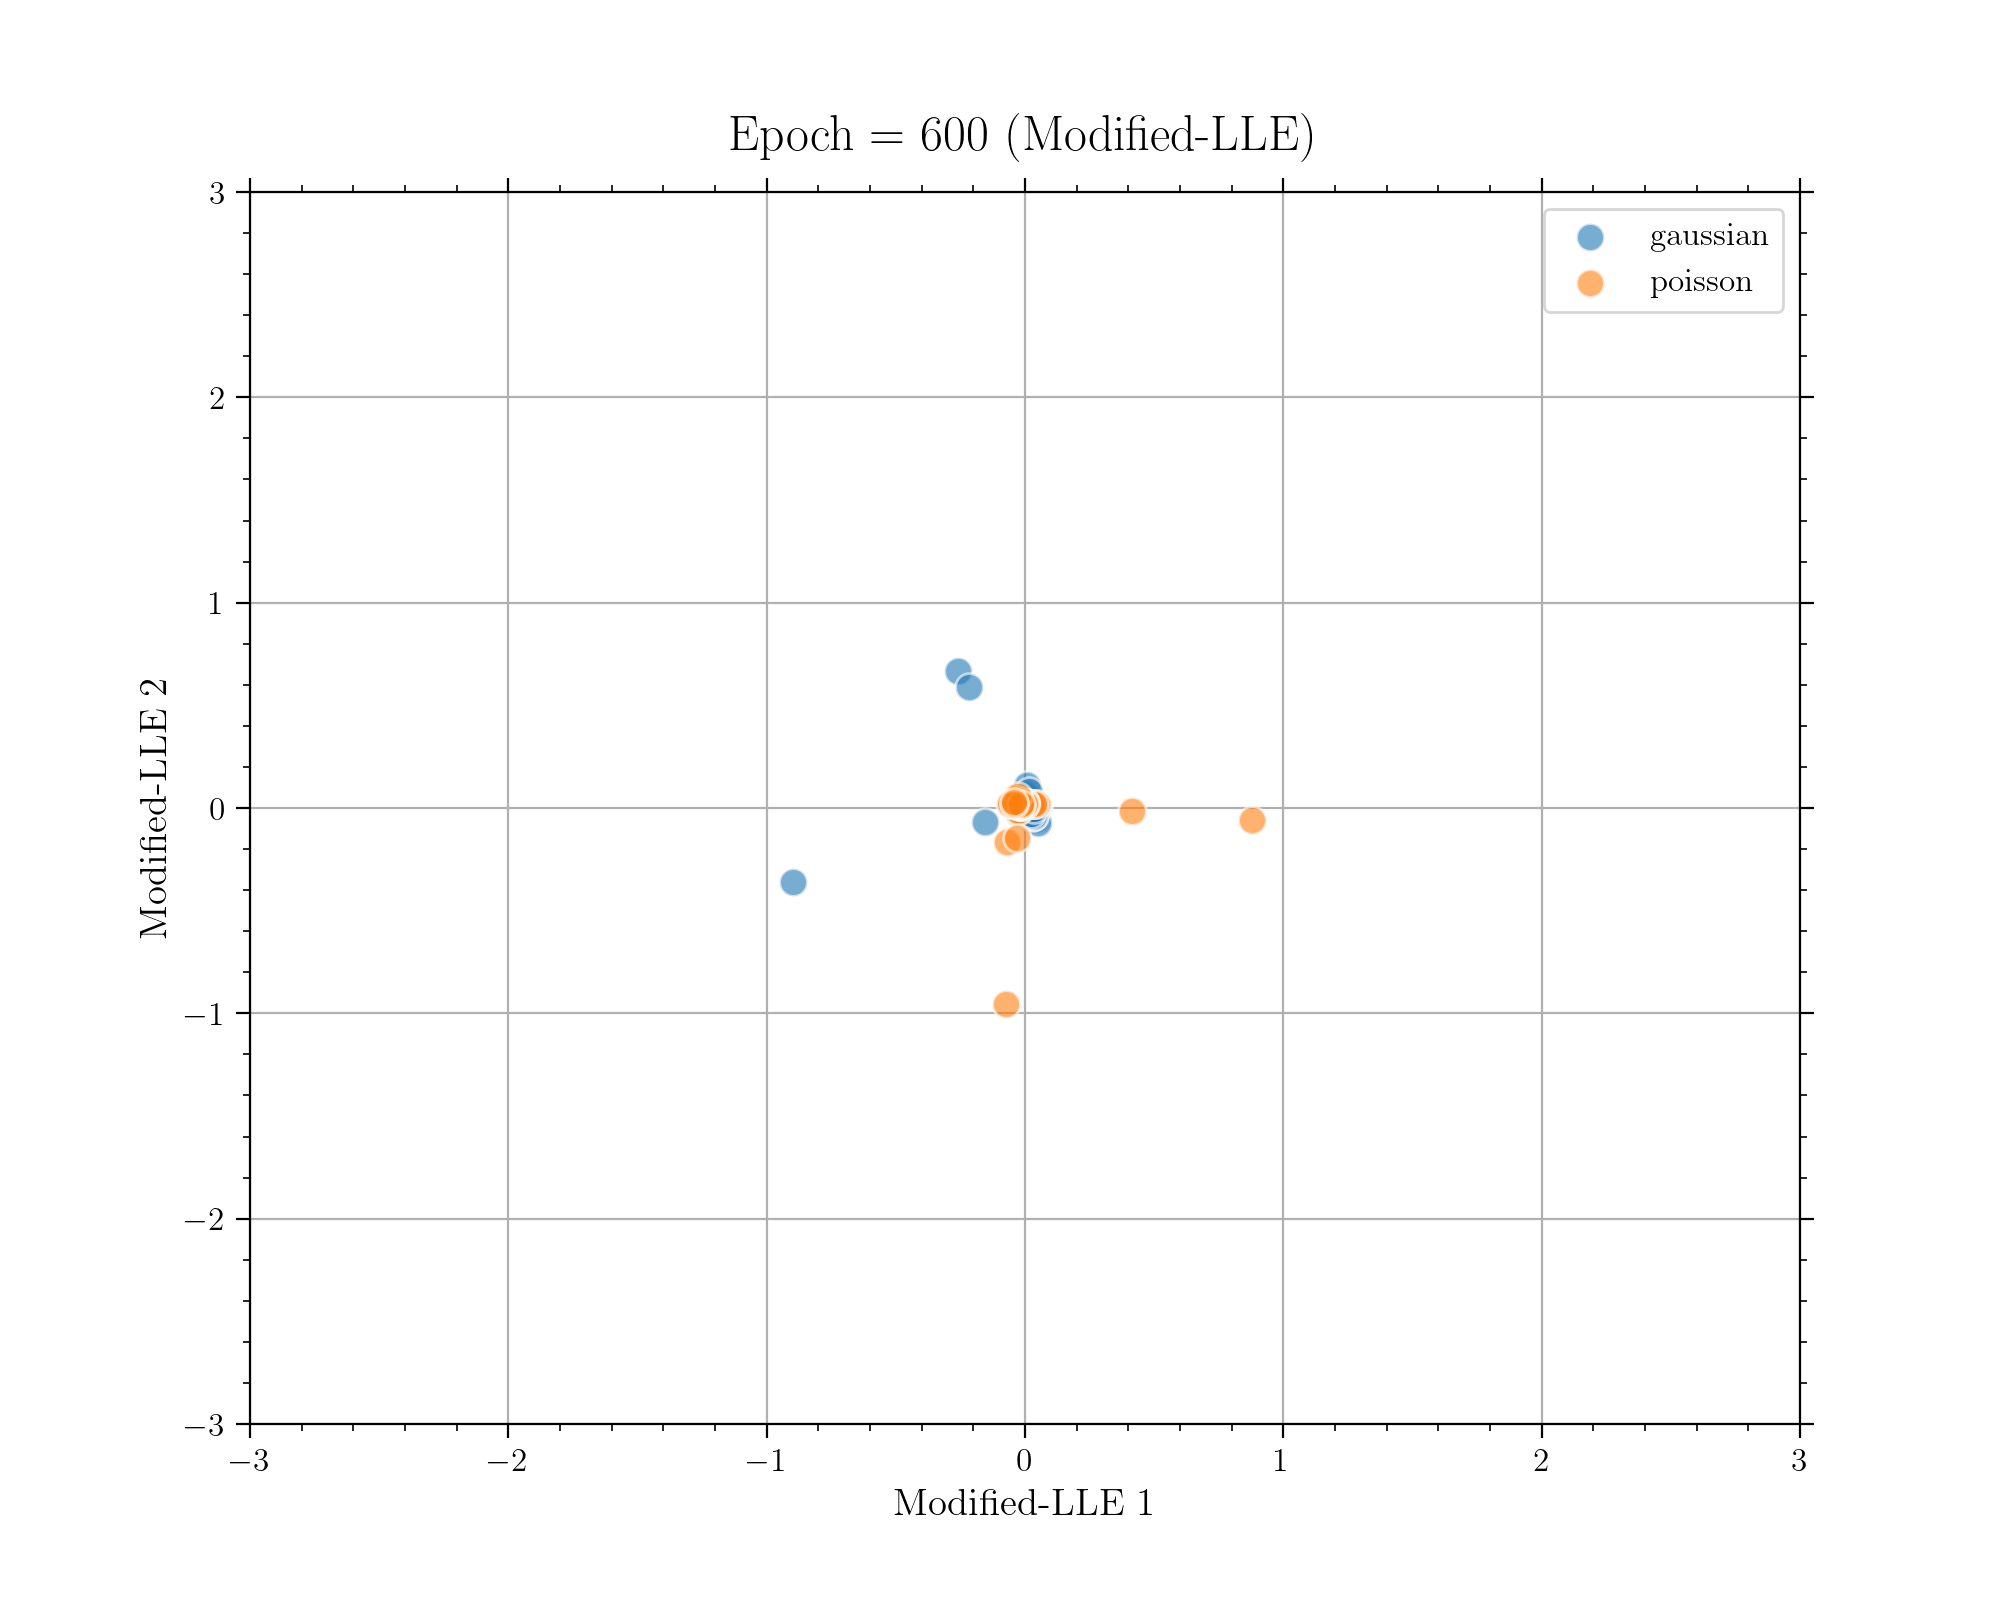 Epoch = 600 (Modified-LLE)
gaussian
poisson
3
2
1
0
−1
−2
−3
Modified-LLE 2
−3
−2
−1
0
1
2
3
Modified-LLE 1